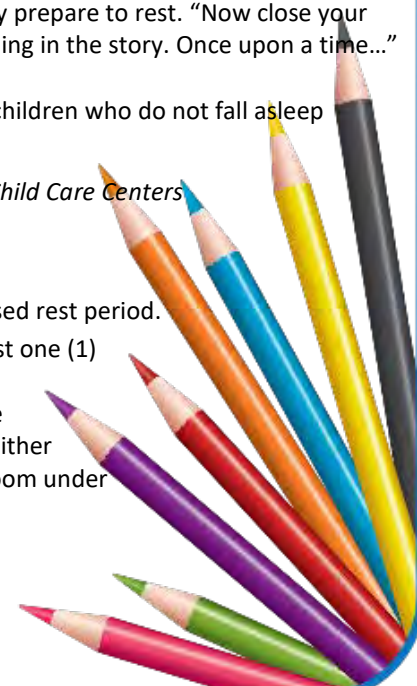 y prepare to rest. “Now close your
ing in the story. Once upon a time…”
children who do not fall asleep
Child Care Centers
sed rest period.
st one (1)
e
ither
oom under